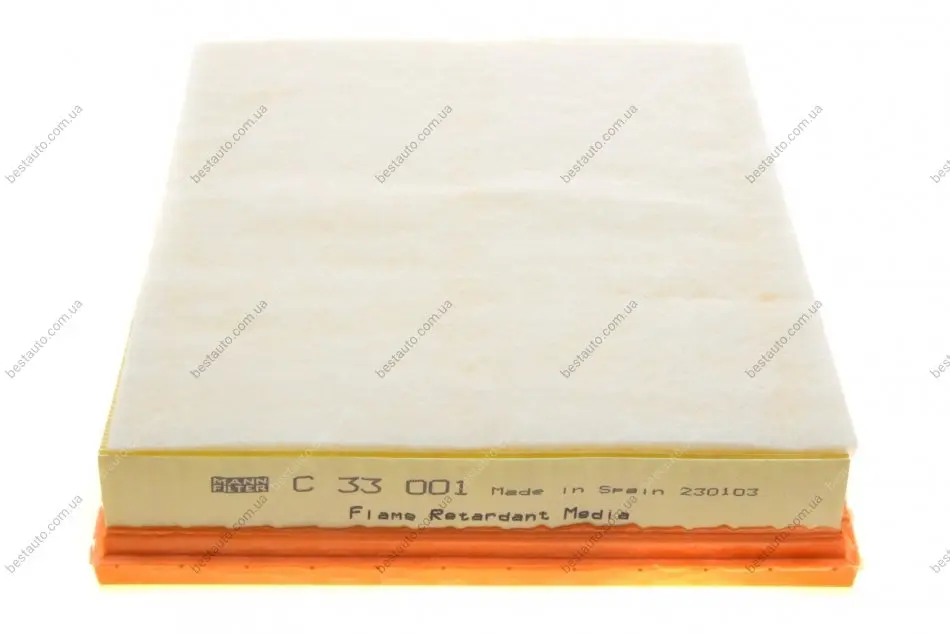 MANN
FILTER
C 33 001 Made in Spain 230103
Flame Retardant Media
bestauto.com.ua